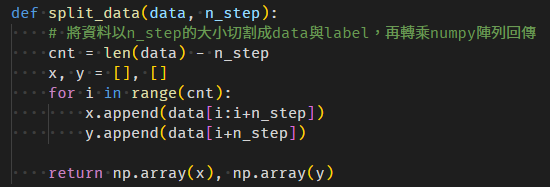 def split_data(data, n_step):
    # 將資料以n_step的大小切割成data與label，再轉乘numpy陣列回傳
    cnt = len(data) - n_step
    x, y = [], []
    for i in range(cnt):
        x.append(data[i:i+n_step])
        y.append(data[i+n_step])

    return np.array(x), np.array(y)